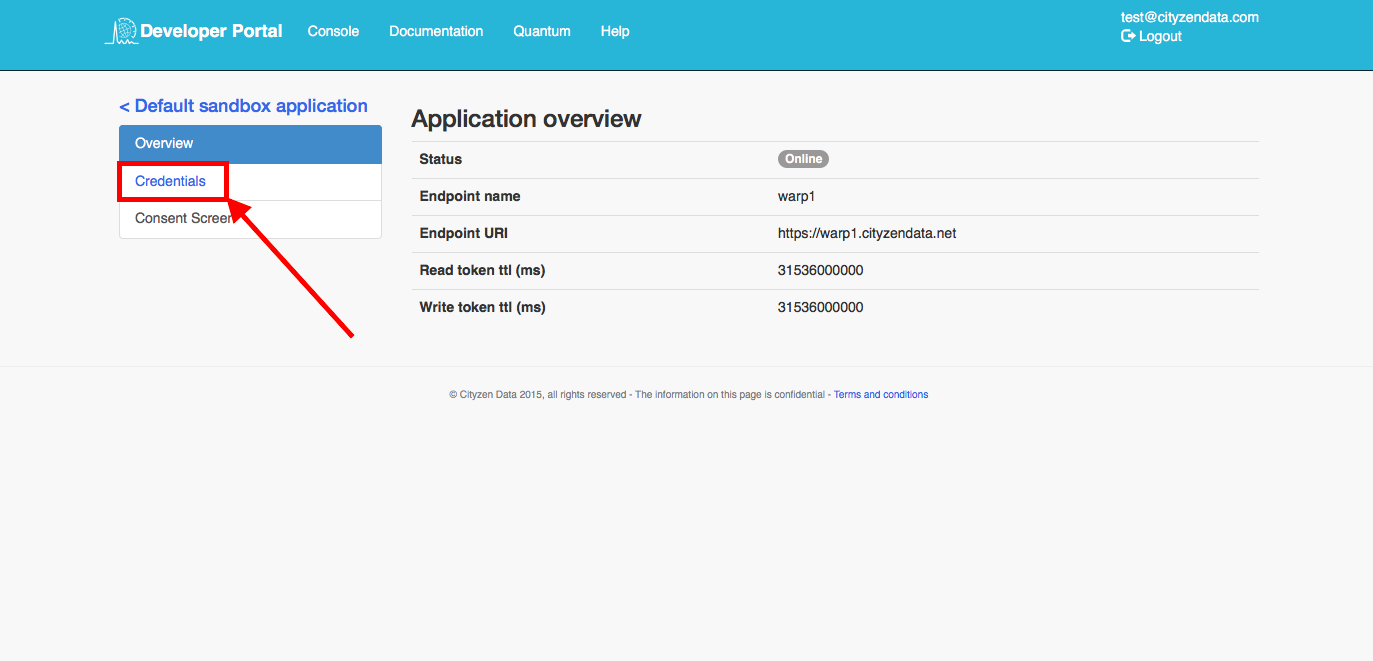 Developer Portal Console Documentation Quantum Help
test@cityzendata.com
Logout
< Default sandbox application
Overview
Credentials
Consent Screen
Application overview
Status Online
Endpoint name warp1
Endpoint URI https://warp1.cityzendata.net
Read token ttl (ms) 31536000000
Write token ttl (ms) 31536000000
© Cityzen Data 2015, all rights reserved - The information on this page is confidential - Terms and conditions